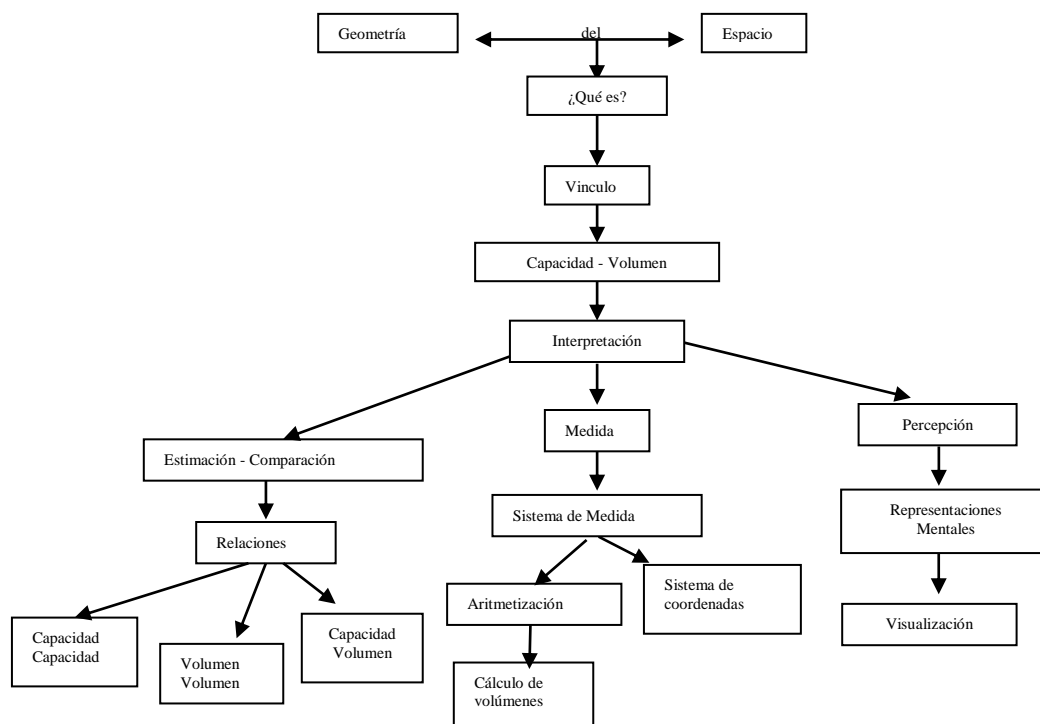 Geometría
del
Espacio
¿Qué es?
Vinculo
Capacidad - Volumen
Interpretación
Estimación - Comparación
Medida
Percepción
Relaciones
Sistema de Medida
Representaciones
Mentales
Capacidad
Capacidad
Volumen
Volumen
Capacidad
Volumen
Aritmetización
Sistema de
coordenadas
Visualización
Cálculo de
volúmenes